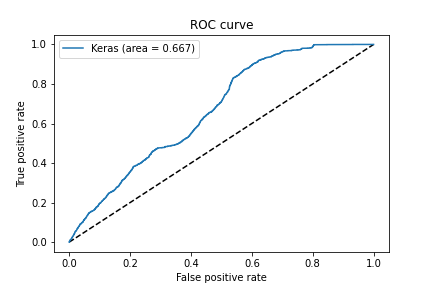 ROC curve
Keras (area = 0.667)
True positive rate
1.0
0.8
0.6
0.4
0.2
0.0
0.0 0.2 0.4 0.6 0.8 1.0
False positive rate